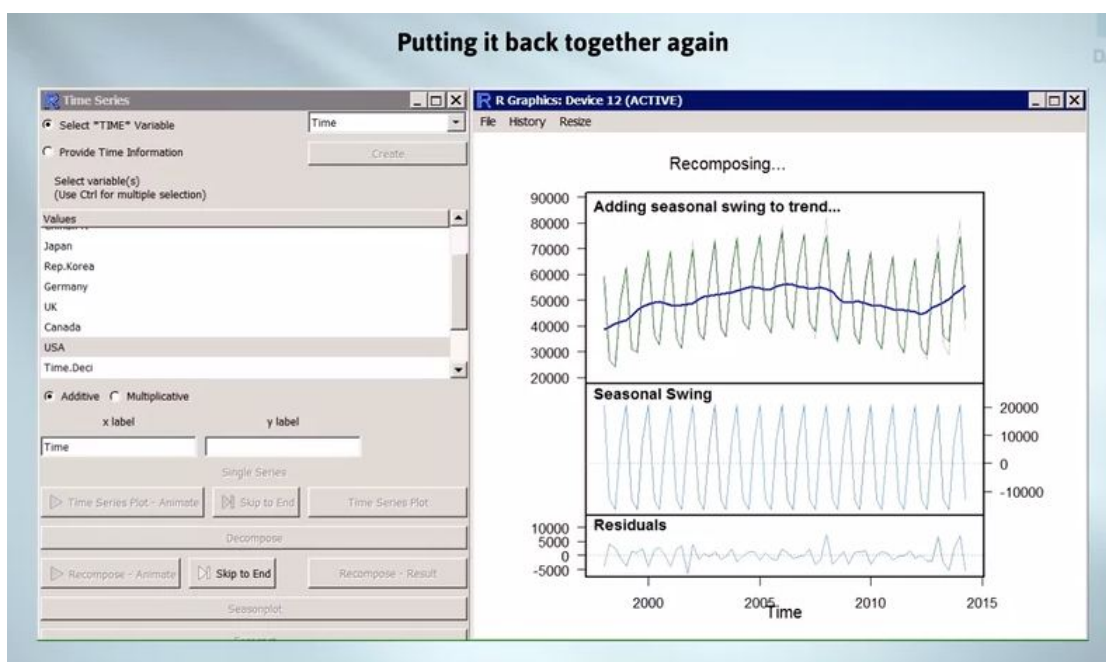 Putting it back together again
Time Series
Select "TIME" Variable
Time
Provide Time Information
Create
Select variable(s)
(Use Ctrl for multiple selection)
Values
Japan
Rep.Korea
Germany
UK
Canada
USA
Time.Deci
Additive
Multiplicative
x label
y label
Time
Single Series
Time Series Plot - Animate
Skip to End
Time Series Plot
Decompose
Recompose - Animate
Skip to End
Recompose - Result
Seasonplot
R Graphics: Device 12 (ACTIVE)
File History Resize
Recomposing...
Adding seasonal swing to trend...
90000
80000
70000
60000
50000
40000
30000
20000
Seasonal Swing
20000
10000
0
-10000
Residuals
10000
5000
0
-5000
2000 2005 2010 2015
Time